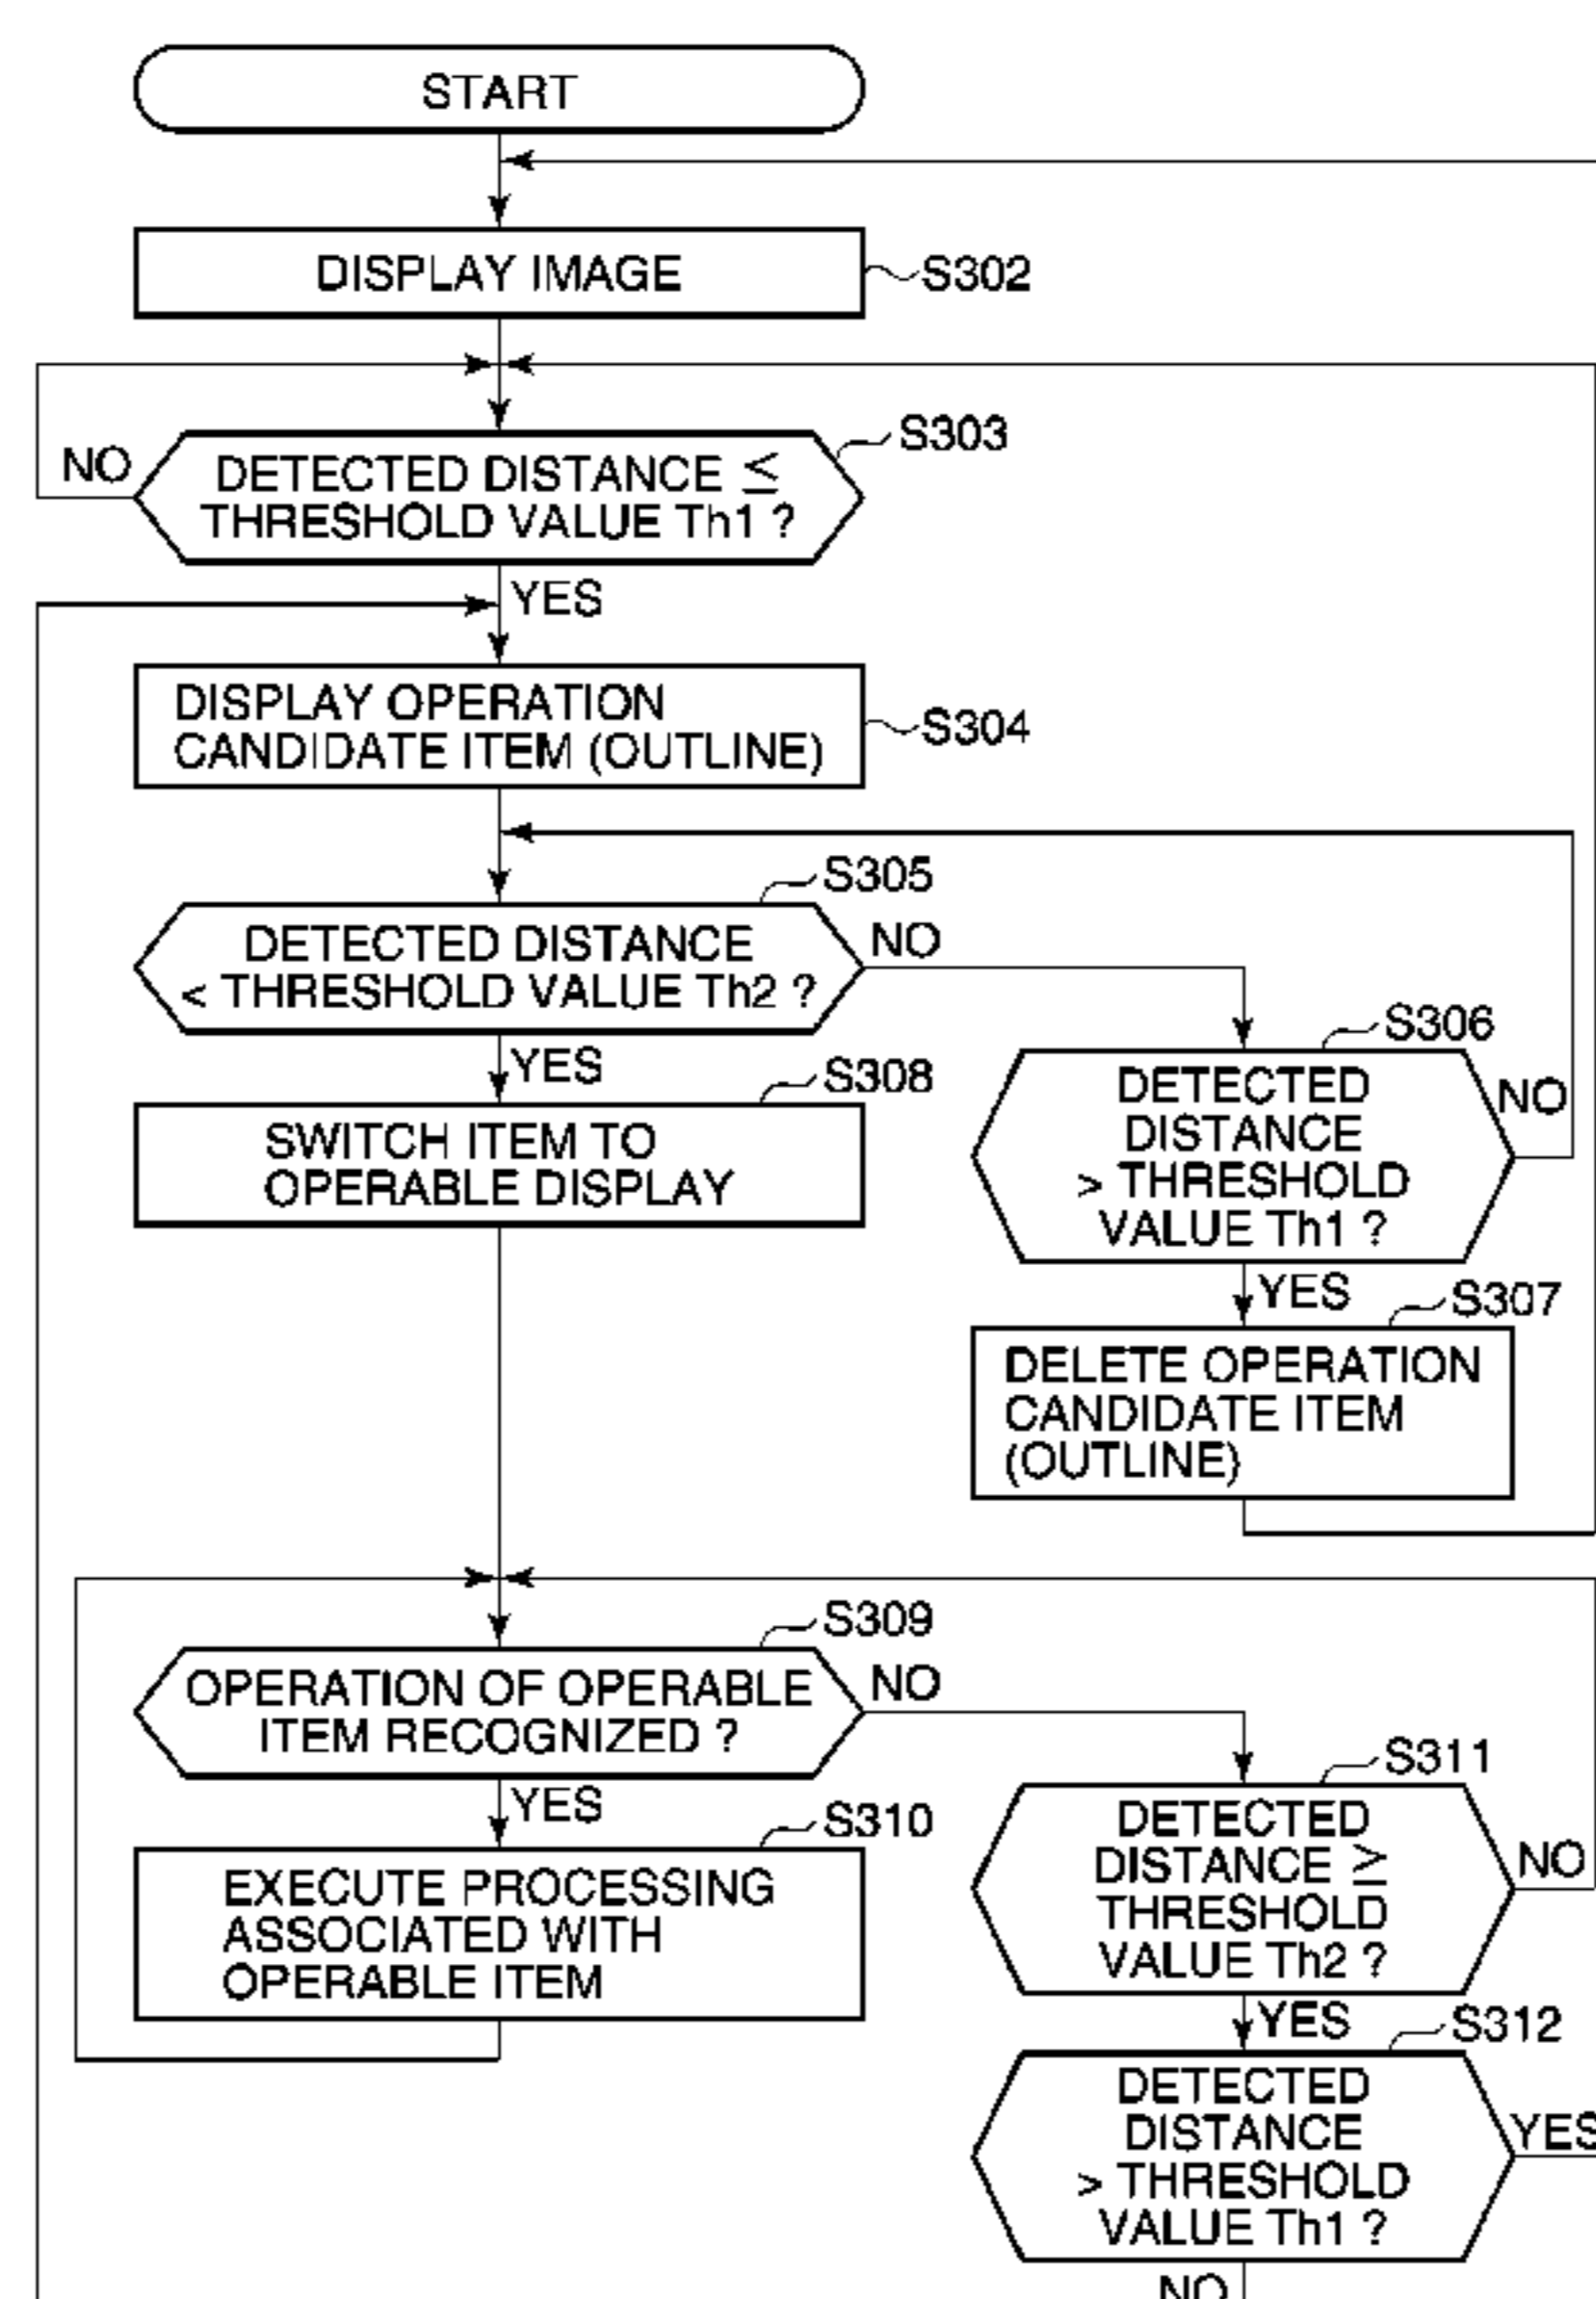 START
DISPLAY IMAGE
S302
S303
NO
DETECTED DISTANCE ≤
THRESHOLD VALUE Th1 ?
YES
DISPLAY OPERATION
CANDIDATE ITEM (OUTLINE)
S304
S305
DETECTED DISTANCE
< THRESHOLD VALUE Th2 ?
NO
YES
S306
DETECTED
DISTANCE
> THRESHOLD
VALUE Th1 ?
NO
S308
SWITCH ITEM TO
OPERABLE DISPLAY
YES
S307
DELETE OPERATION
CANDIDATE ITEM
(OUTLINE)
S309
OPERATION OF OPERABLE
ITEM RECOGNIZED ?
NO
YES
S310
EXECUTE PROCESSING
ASSOCIATED WITH
OPERABLE ITEM
S311
DETECTED
DISTANCE ≥
THRESHOLD
VALUE Th2 ?
NO
YES
S312
DETECTED
DISTANCE
> THRESHOLD
VALUE Th1 ?
YES
NO